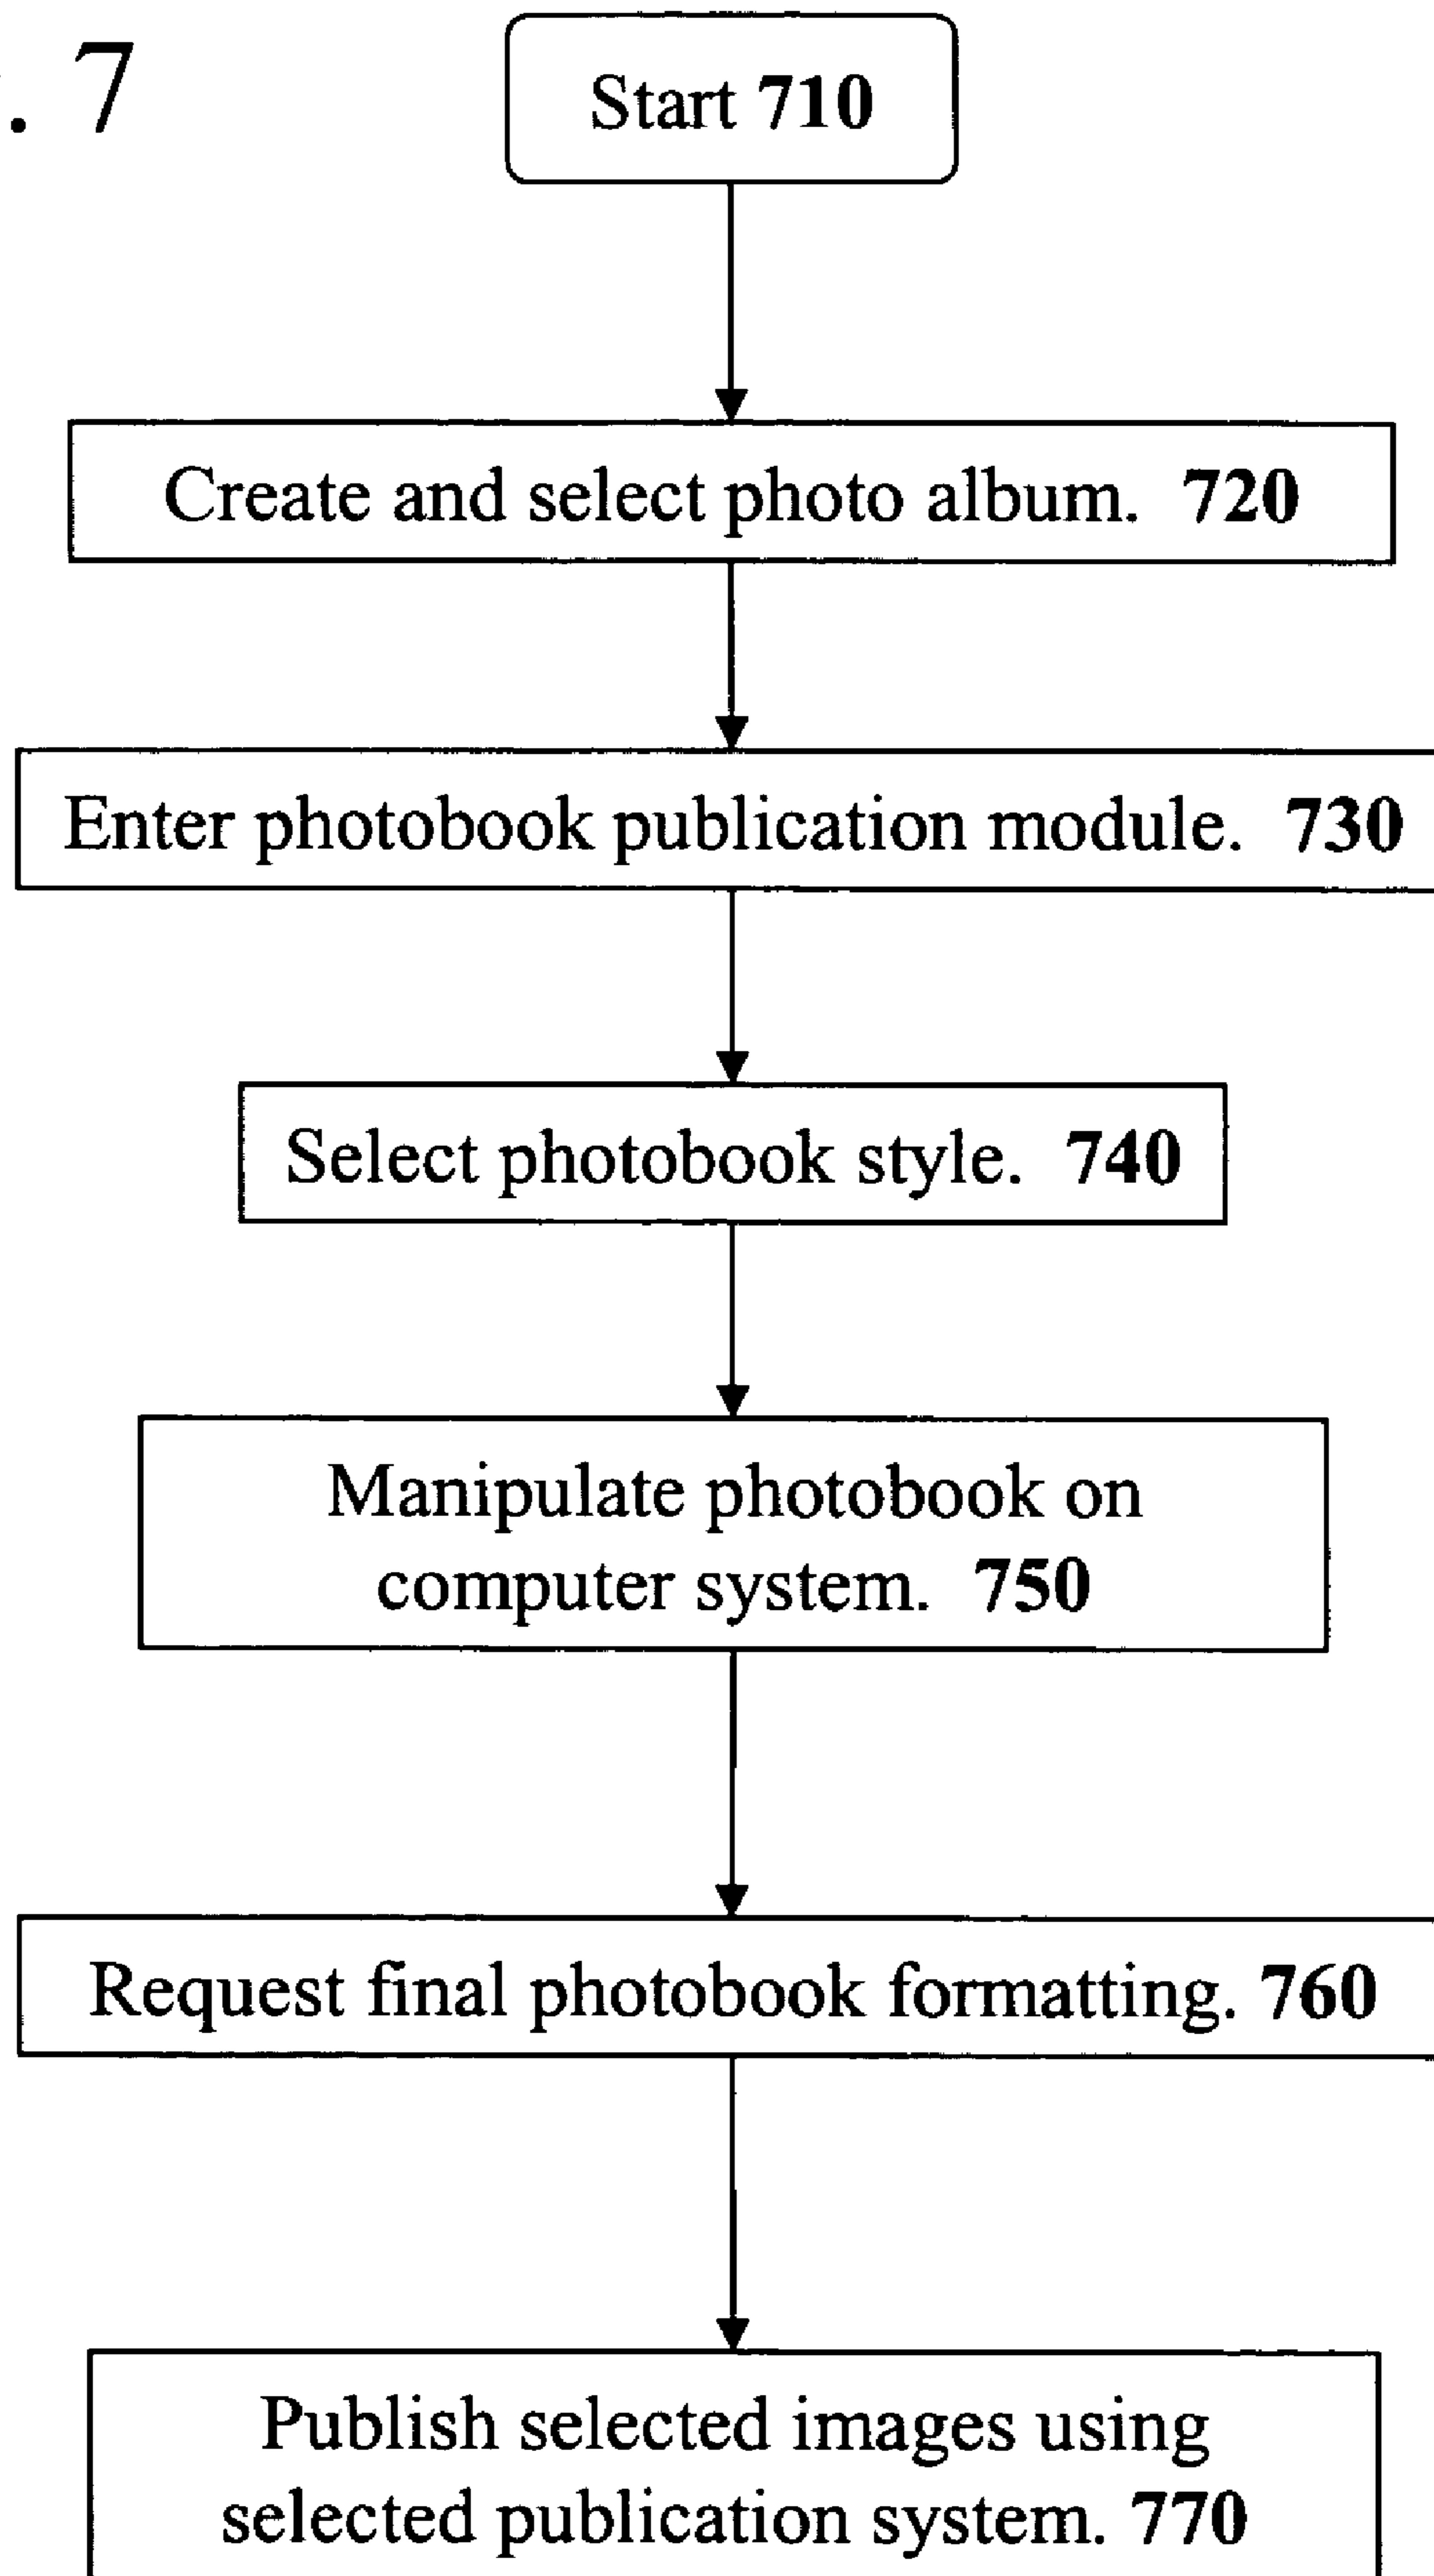 . 7
Start 710
Create and select photo album. 720
Enter photobook publication module. 730
Select photobook style. 740
Manipulate photobook on
computer system. 750
Request final photobook formatting. 760
Publish selected images using
selected publication system. 770